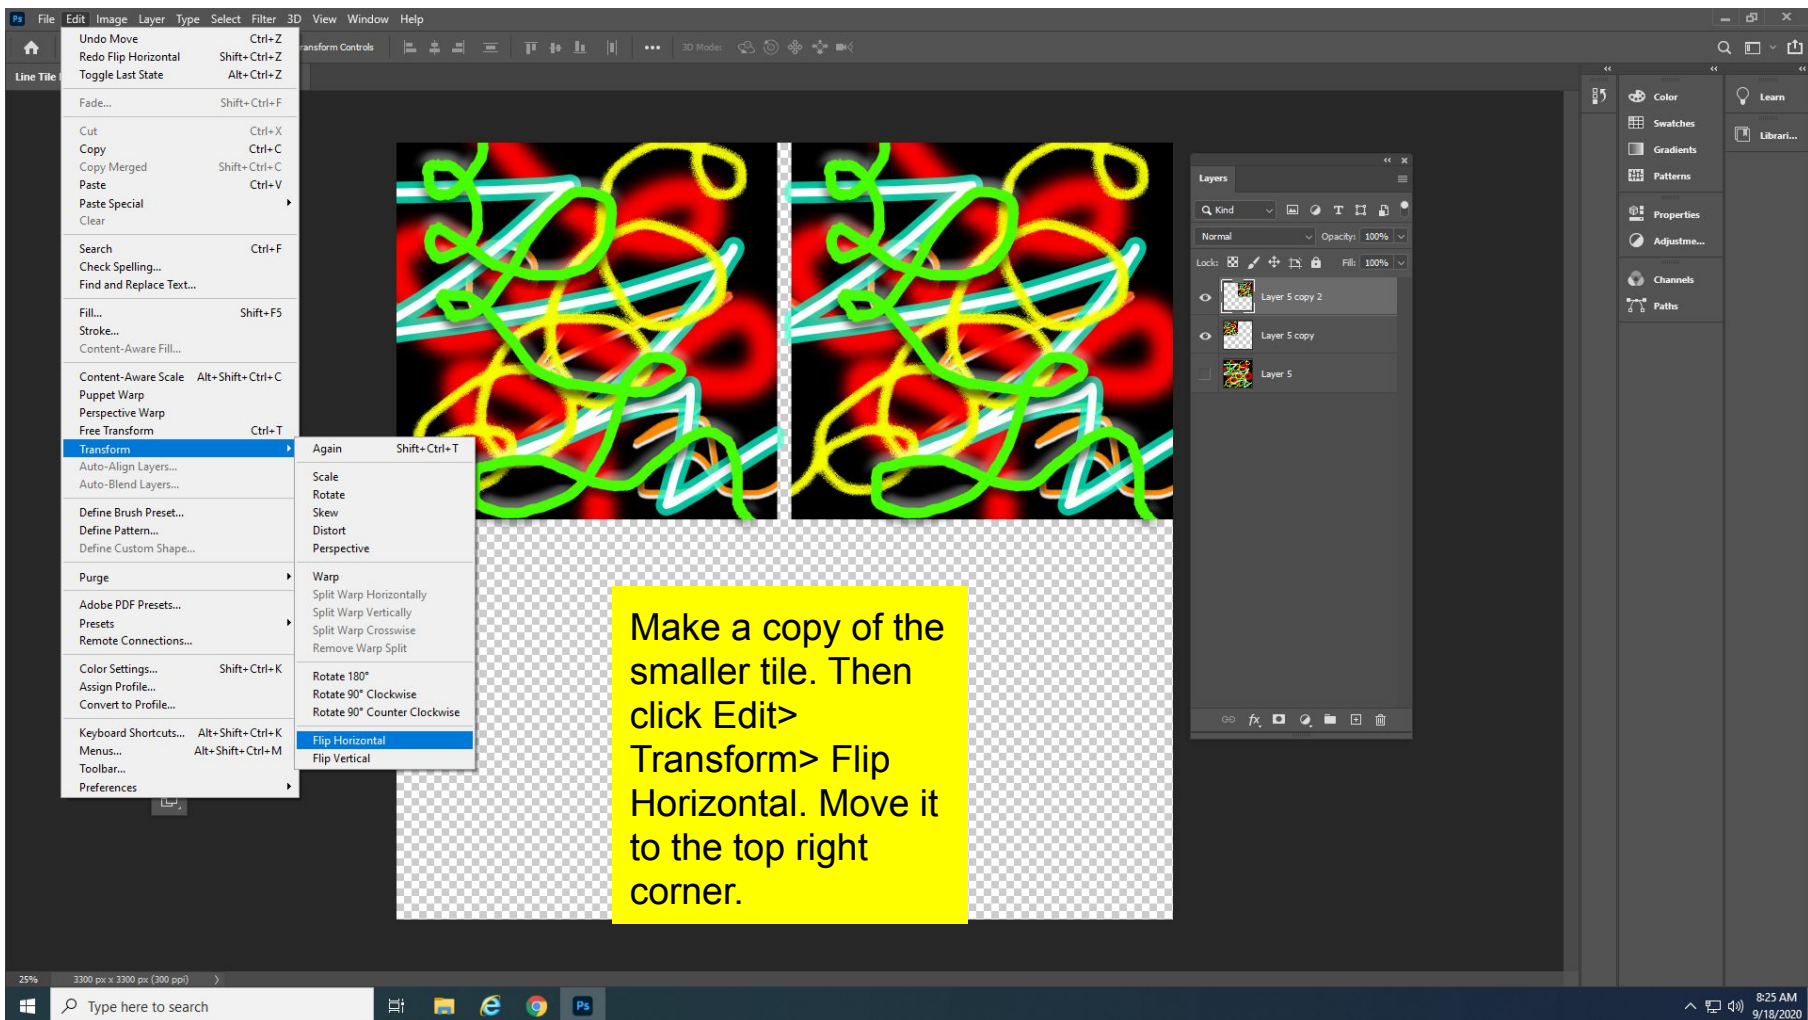 Ps File Edit Image Layer Type Select Filter 3D View Window Help
Transform Controls
3D Mode:
Line Tile
Undo Move Ctrl+Z
Redo Flip Horizontal Shift+Ctrl+Z
Toggle Last State Alt+Ctrl+Z
Fade... Shift+Ctrl+F
Cut Ctrl+X
Copy Ctrl+C
Copy Merged Shift+Ctrl+C
Paste Ctrl+V
Paste Special
Clear
Search Ctrl+F
Check Spelling...
Find and Replace Text...
Fill... Shift+F5
Stroke...
Content-Aware Fill...
Content-Aware Scale Alt+Shift+Ctrl+C
Puppet Warp
Perspective Warp
Free Transform Ctrl+T
Transform
Auto-Align Layers...
Auto-Blend Layers...
Define Brush Preset...
Define Pattern...
Define Custom Shape...
Purge
Adobe PDF Presets...
Presets
Remote Connections...
Color Settings... Shift+Ctrl+K
Assign Profile...
Convert to Profile...
Keyboard Shortcuts... Alt+Shift+Ctrl+K
Menus... Alt+Shift+Ctrl+M
Toolbar...
Preferences
Again Shift+Ctrl+T
Scale
Rotate
Skew
Distort
Perspective
Warp
Split Warp Horizontally
Split Warp Vertically
Split Warp Crosswise
Remove Warp Split
Rotate 180°
Rotate 90° Clockwise
Rotate 90° Counter Clockwise
Flip Horizontal
Flip Vertical
Make a copy of the
smaller tile. Then
click Edit>
Transform> Flip
Horizontal. Move it
to the top right
corner.
Layers
Kind
Normal Opacity: 100%
Lock: Fill: 100%
Layer 5 copy 2
Layer 5 copy
Layer 5
fx
Color
Swatches
Gradients
Patterns
Properties
Adjustme...
Channels
Paths
Learn
Librari...
25% 3300 px x 3300 px (300 ppi)
Type here to search
Ps
8:25 AM
9/18/2020